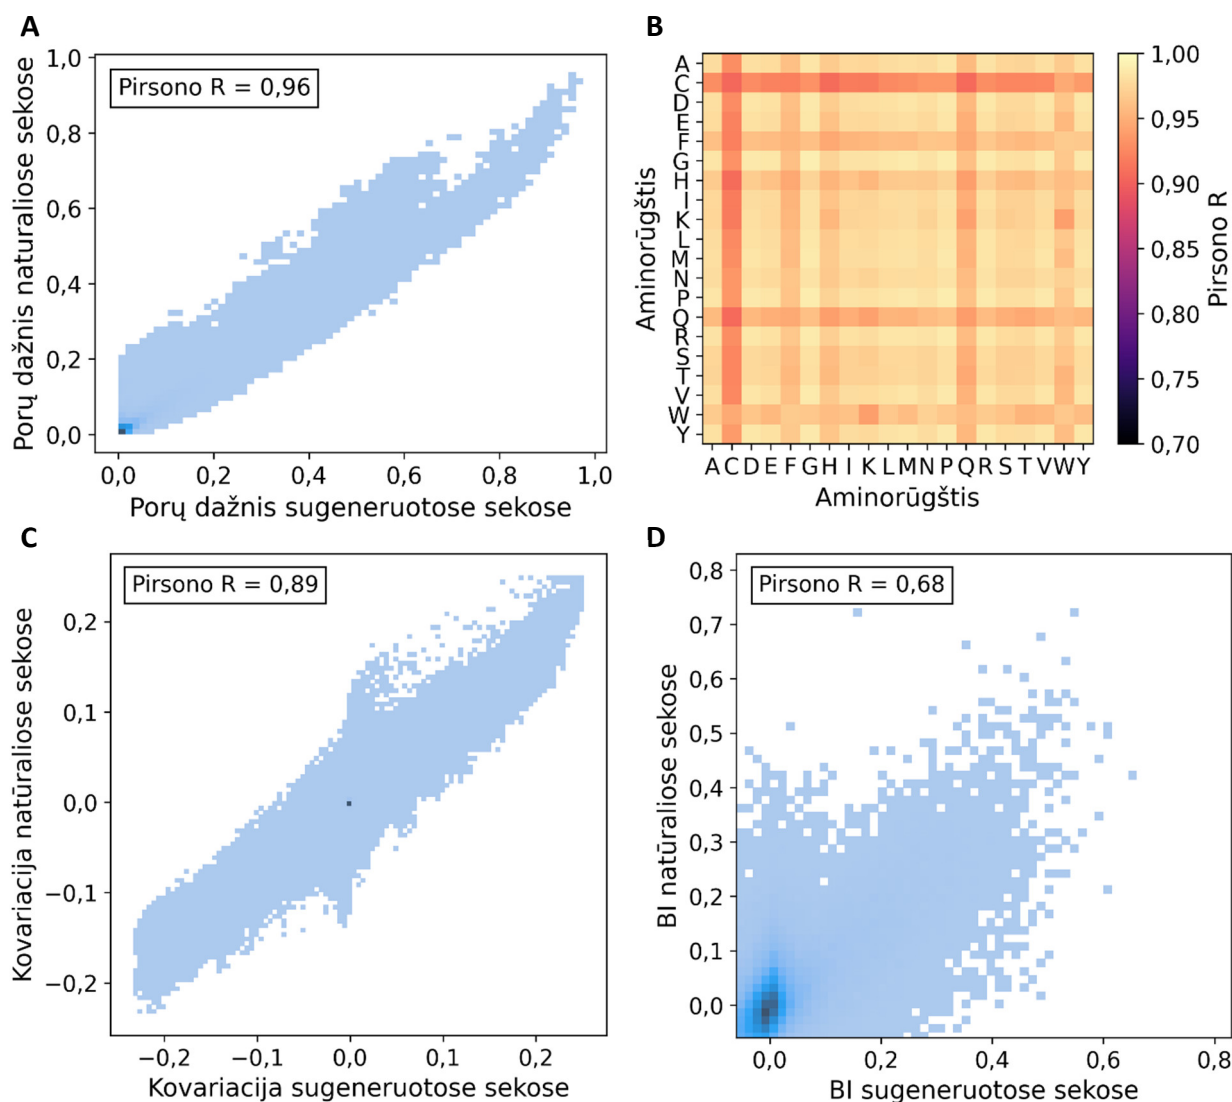 A
Pirsono R = 0,96
Porų dažnis naturaliose sekose
1,0
0,8
0,6
0,4
0,2
0,0
0,0 0,2 0,4 0,6 0,8 1,0
Porų dažnis sugeneruotose sekose
B
Aminorūgštis
A
C
D
E
F
G
H
I
K
L
M
N
P
Q
R
S
T
V
W
Y
A C D E F G H I K L M N P Q R S T V W Y
Aminorūgštis
1,00
0,95
0,90
0,85
0,80
0,75
0,70
Pirsono R
C
Pirsono R = 0,89
Kovariacija natūraliose sekose
0,2
0,1
0,0
−0,1
−0,2
−0,2 −0,1 0,0 0,1 0,2
Kovariacija sugeneruotose sekose
D
Pirsono R = 0,68
BI natūraliose sekose
0,8
0,7
0,6
0,5
0,4
0,3
0,2
0,1
0,0
0,0 0,2 0,4 0,6 0,8
BI sugeneruotose sekose